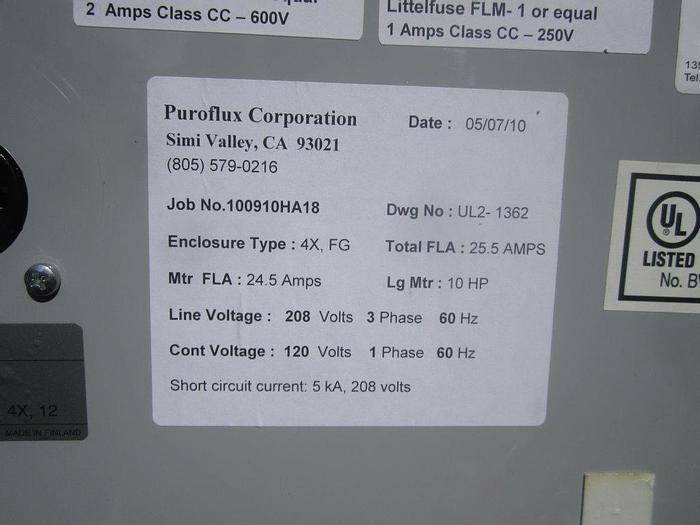 2 Amps Class CC – 600V
Littelfuse FLM- 1 or equal
1 Amps Class CC – 250V
Tel.
Puroflux Corporation
Date : 05/07/10
Simi Valley, CA 93021
(805) 579-0216
Job No.100910HA18
Dwg No : UL2- 1362
Enclosure Type : 4X, FG
Total FLA : 25.5 AMPS
Mtr FLA : 24.5 Amps
Lg Mtr : 10 HP
Line Voltage : 208 Volts 3 Phase 60 Hz
Cont Voltage : 120 Volts 1 Phase 60 Hz
Short circuit current: 5 kA, 208 volts
UL
LISTED
No.
4X, 12
MADE IN FINLAND